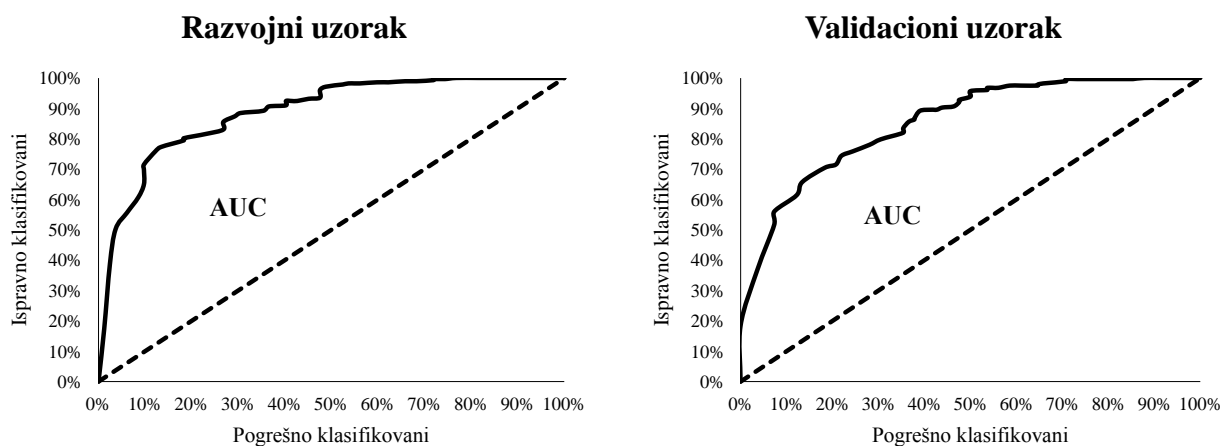 Razvojni uzorak
100%
90%
80%
70%
60%
50%
40%
30%
20%
10%
0%
Ispravno klasifikovani
AUC
0% 10% 20% 30% 40% 50% 60% 70% 80% 90% 100%
Pogrešno klasifikovani
Validacioni uzorak
100%
90%
80%
70%
60%
50%
40%
30%
20%
10%
0%
Ispravno klasifikovani
AUC
0% 10% 20% 30% 40% 50% 60% 70% 80% 90% 100%
Pogrešno klasifikovani